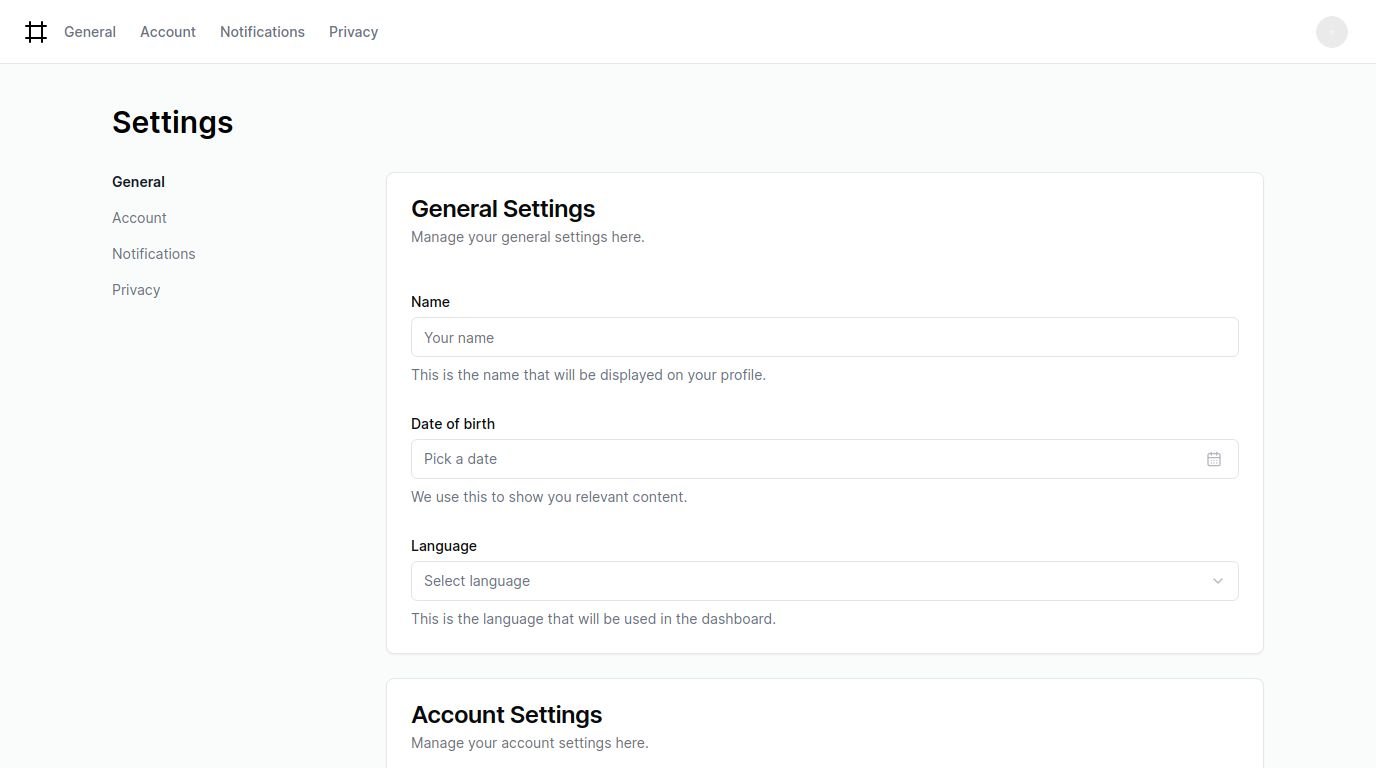 General Account Notifications Privacy
Settings
General
Account
Notifications
Privacy
General Settings
Manage your general settings here.
Name
Your name
This is the name that will be displayed on your profile.
Date of birth
Pick a date
We use this to show you relevant content.
Language
Select language
This is the language that will be used in the dashboard.
Account Settings
Manage your account settings here.